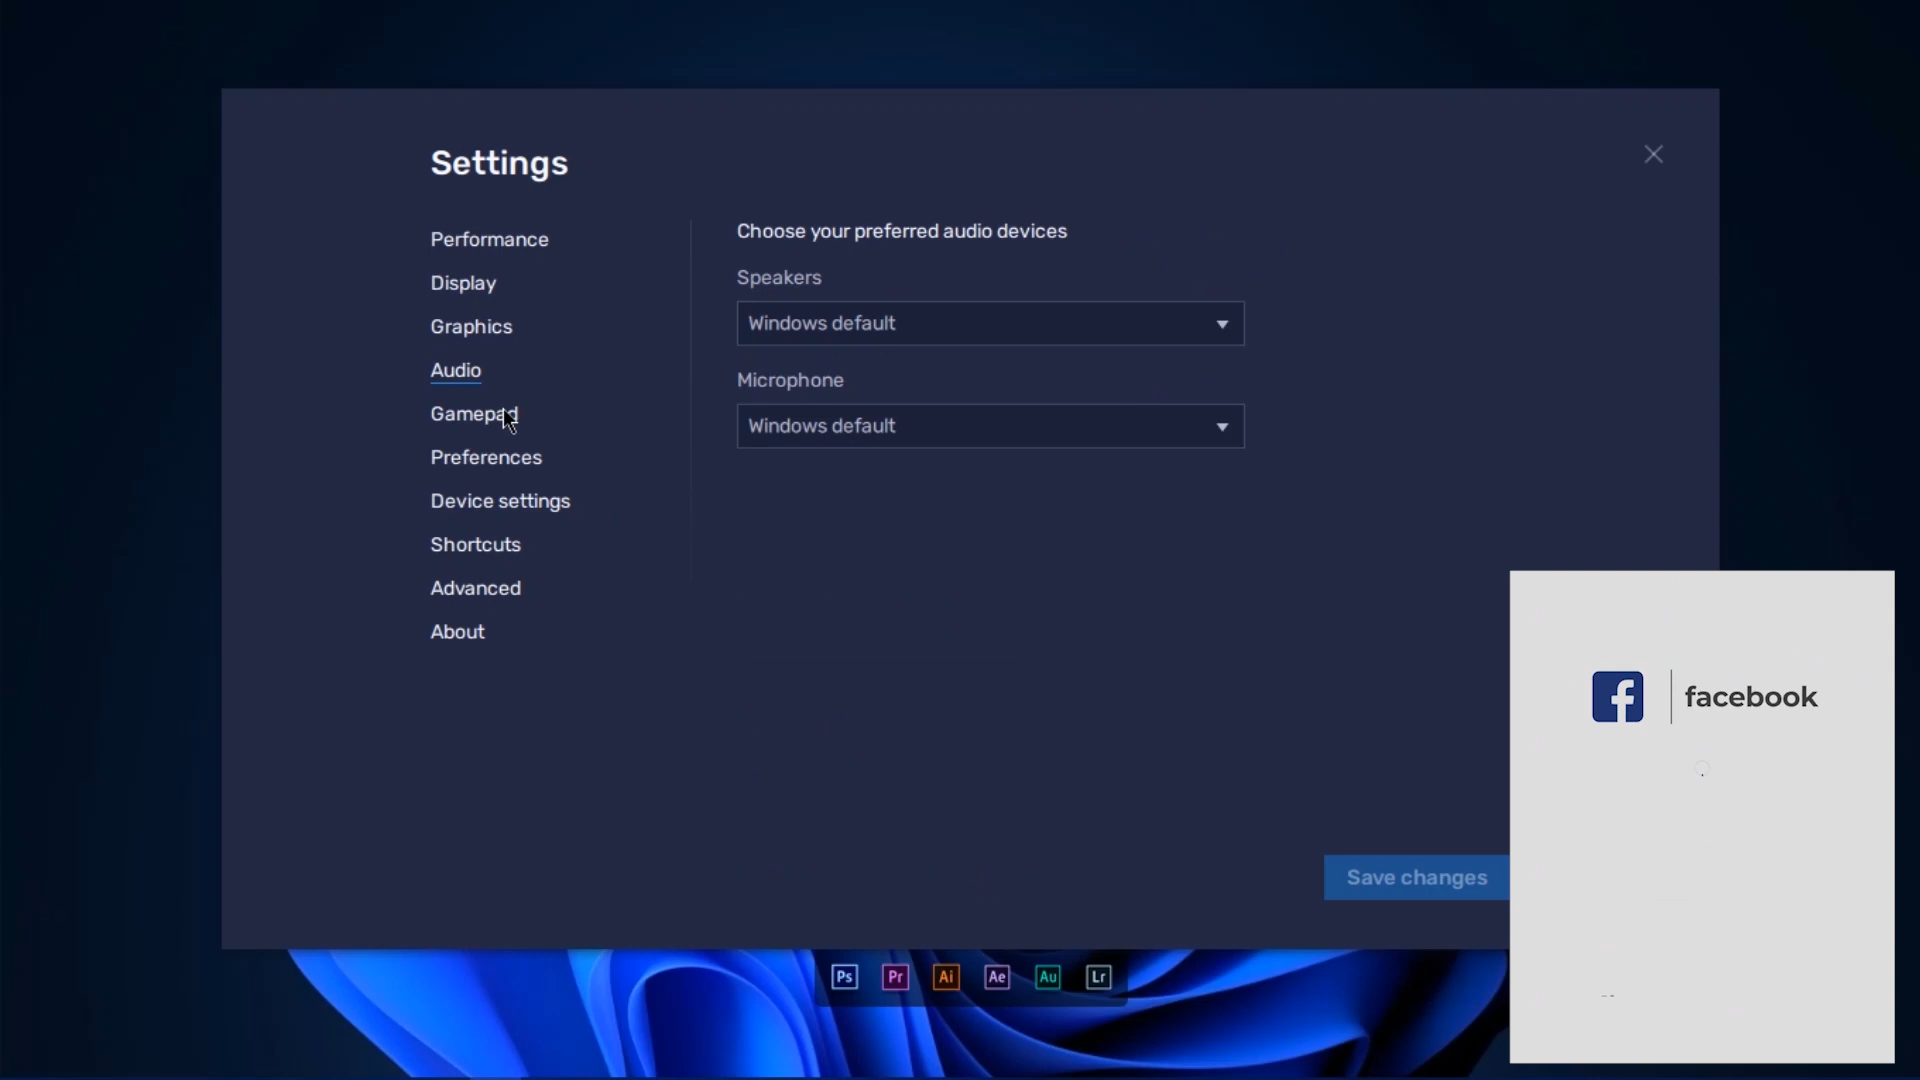 Settings
Performance
Display
Graphics
Audio
Gamepad
Preferences
Device settings
Shortcuts
Advanced
About
Choose your preferred audio devices
Speakers
Windows default
Microphone
Windows default
Save changes
facebook
Ps
Pr
Ai
Ae
Au
Lr